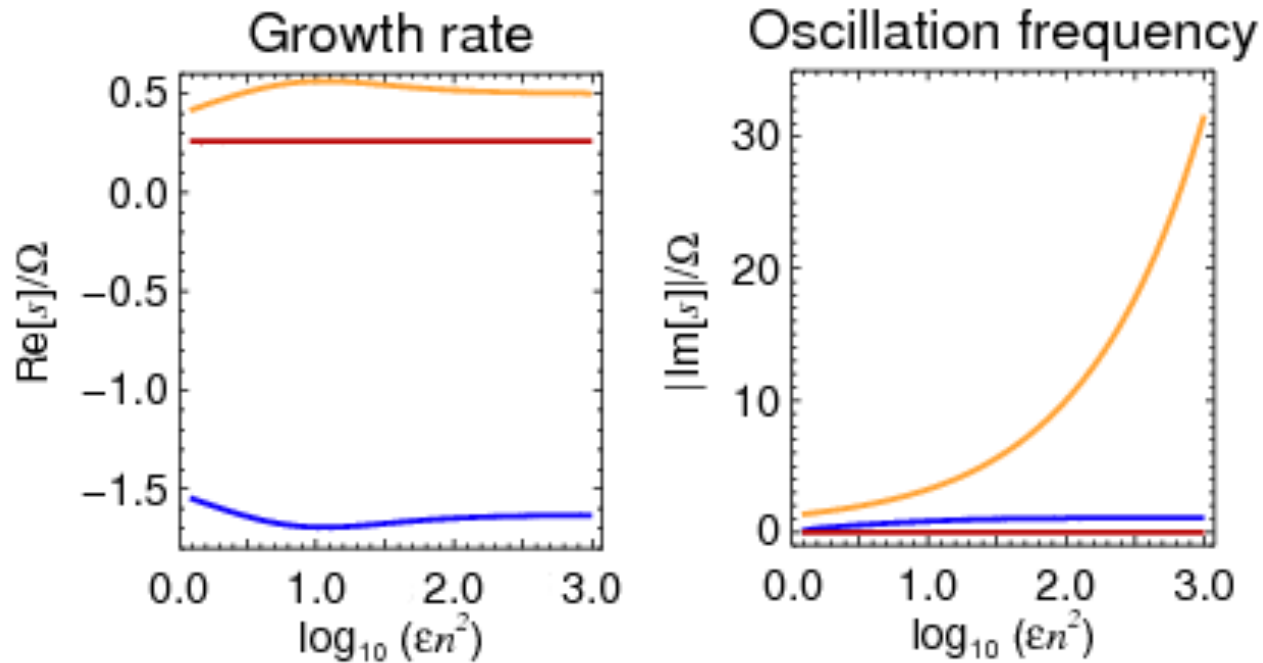 Growth rate
Re[s]/Ω
0.5
0.0
−0.5
−1.0
−1.5
0.0 1.0 2.0 3.0
log₁₀ (εn²)
Oscillation frequency
|Im[s]|/Ω
30
20
10
0
0.0 1.0 2.0 3.0
log₁₀ (εn²)